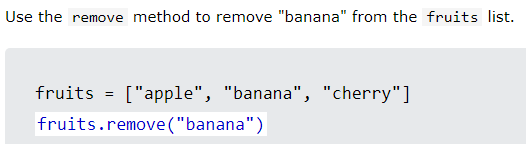 Use the remove method to remove "banana" from the fruits list.
fruits = ["apple", "banana", "cherry"]
fruits.remove("banana")